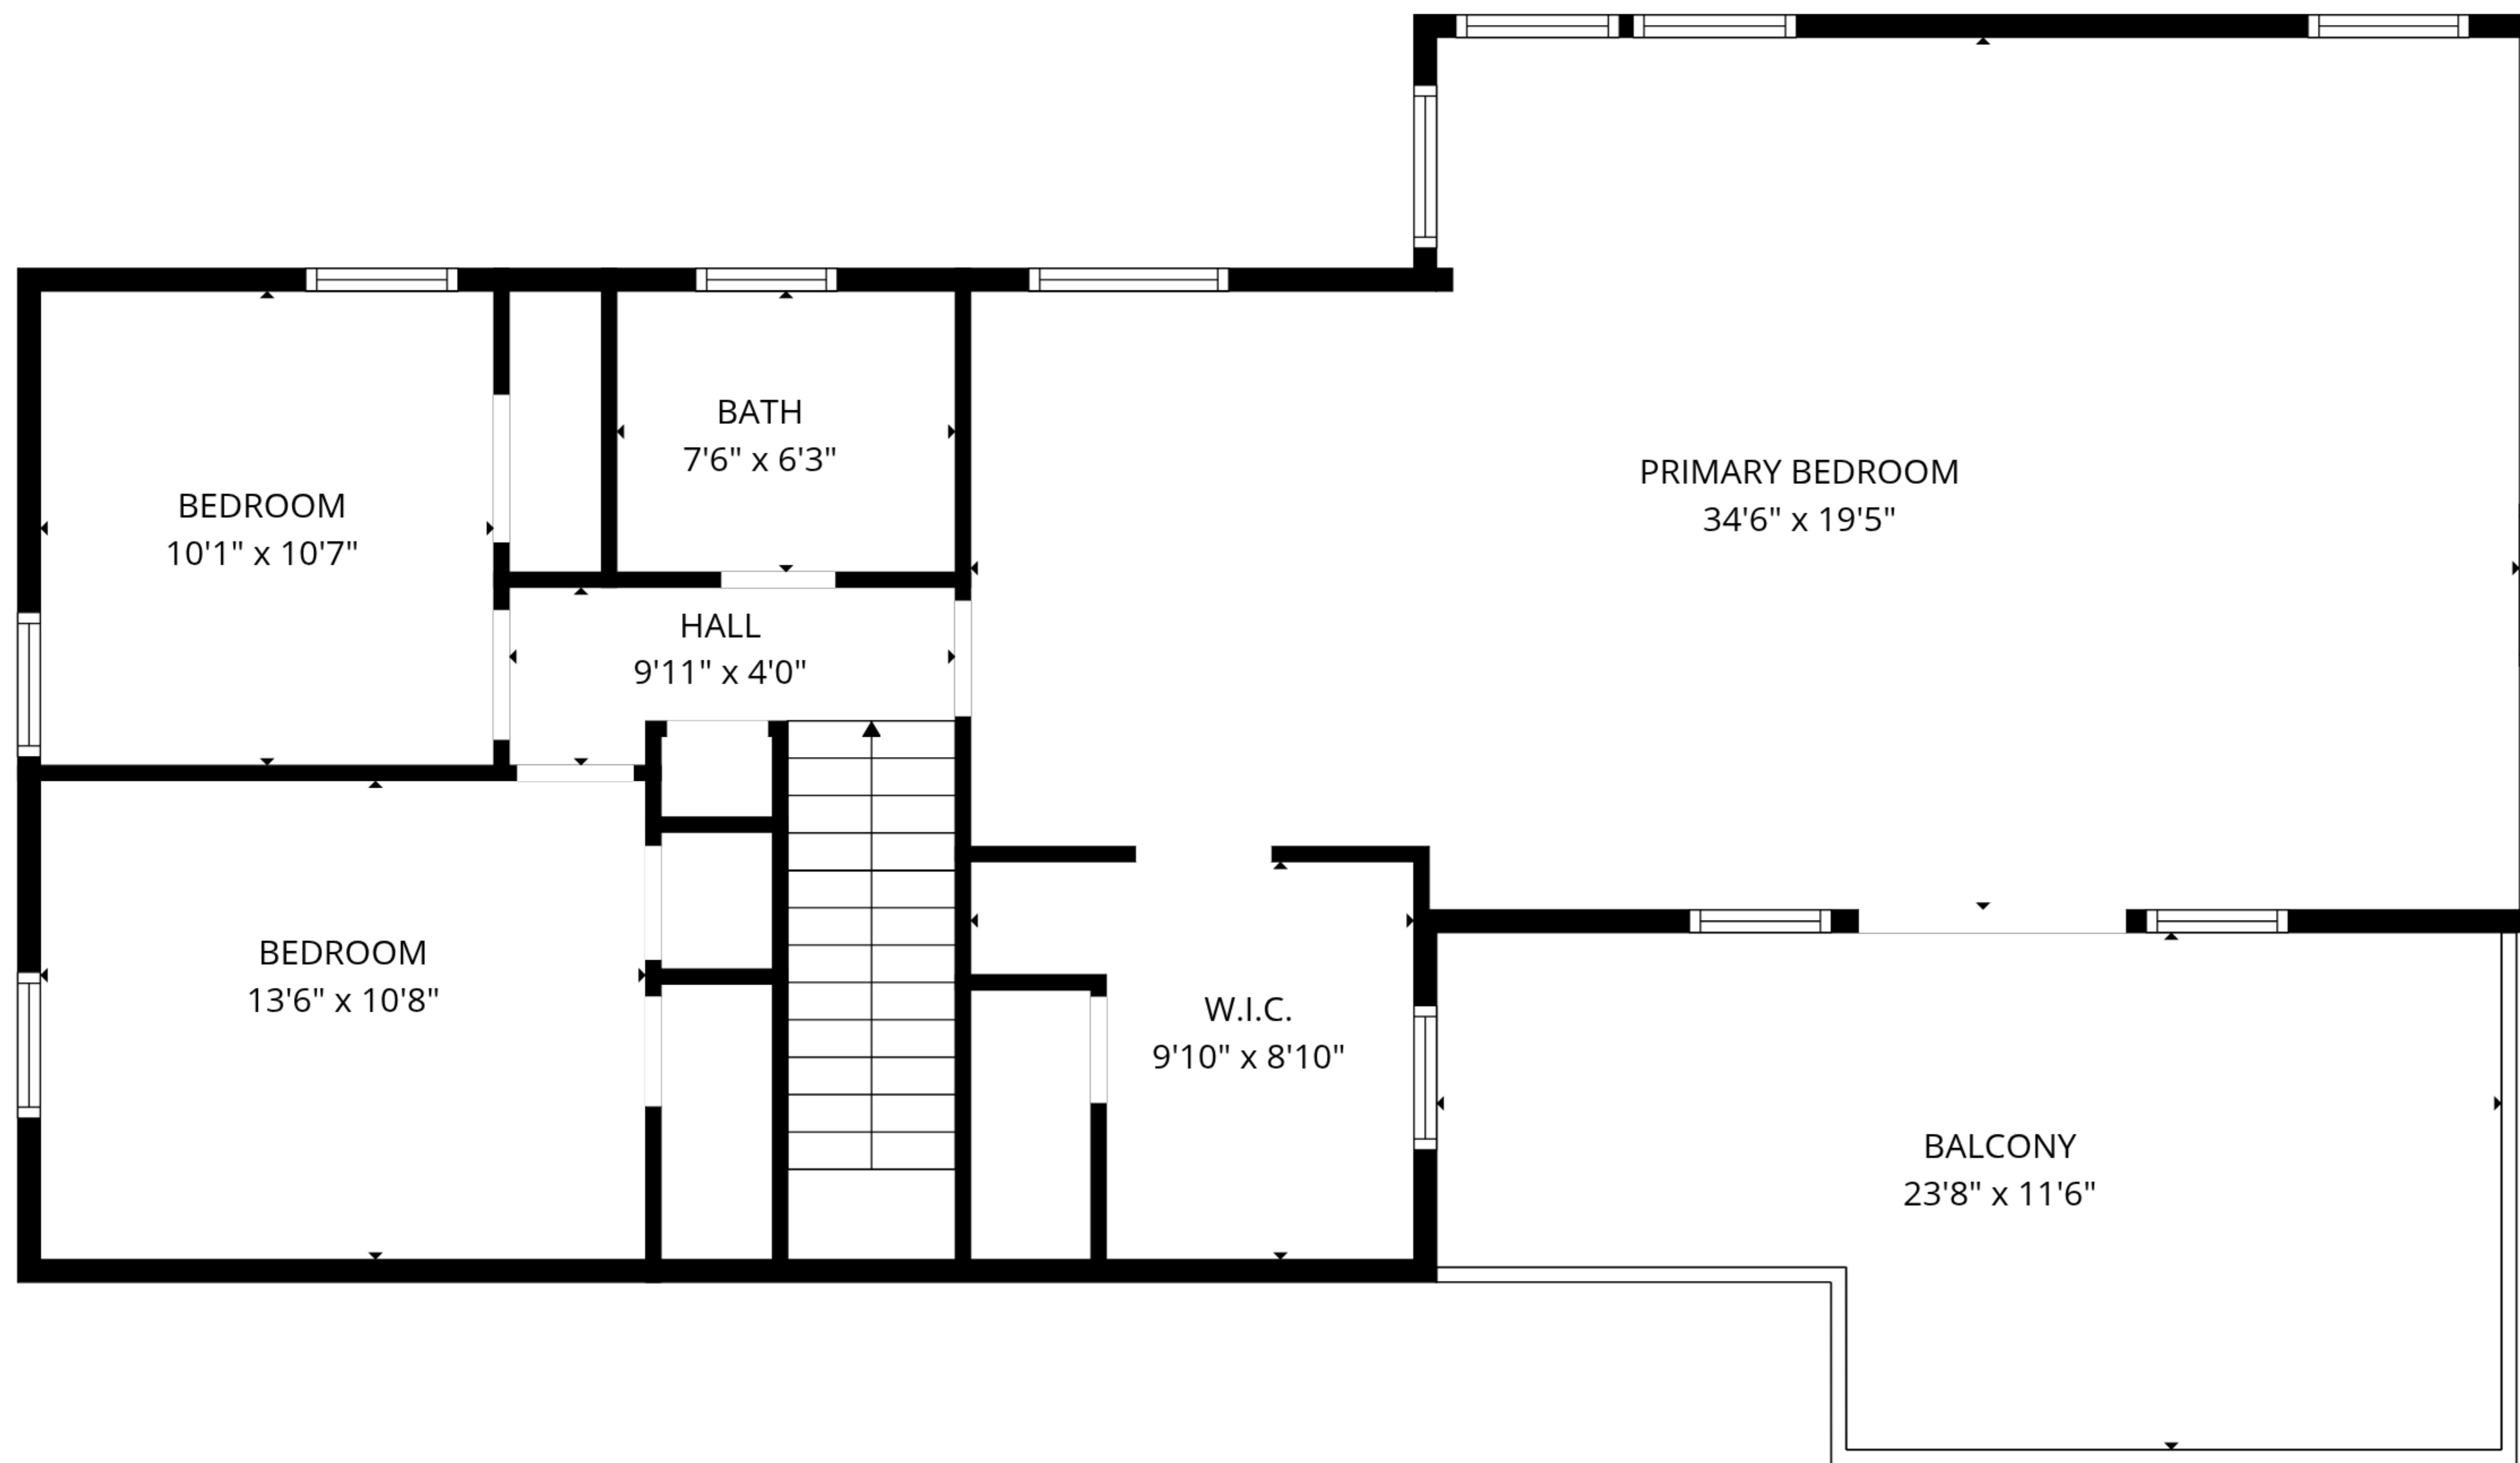 BATH
7'6" x 6'3"
PRIMARY BEDROOM
34'6" x 19'5"
BEDROOM
10'1" x 10'7"
HALL
9'11" x 4'0"
BEDROOM
13'6" x 10'8"
W.I.C.
9'10" x 8'10"
BALCONY
23'8" x 11'6"